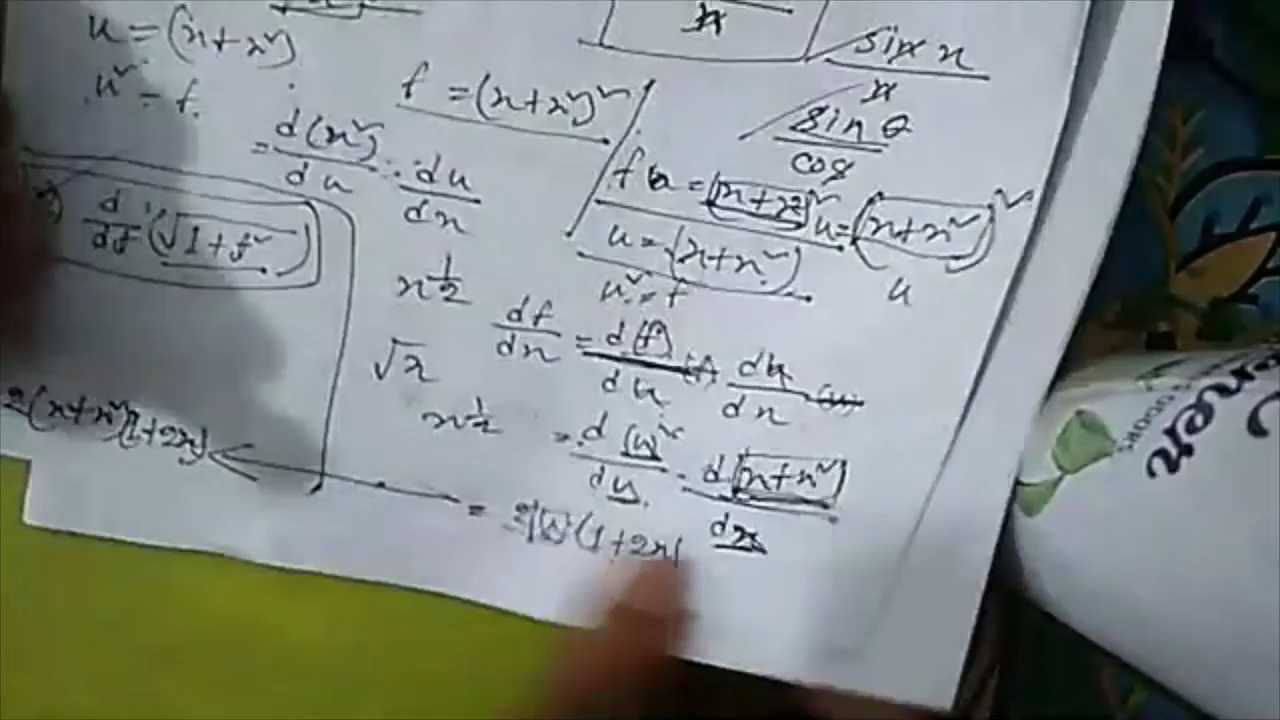 u = (x+x²)
u² = f
f = (x+x²)²
= d(x²)/du · du/dx
d/df (√1+f²)
x^1/2
√x
x^1/2
2(x+x²)(1+2x)
sin x / x
sin θ / cos
f = (x+x²)² u = (x+x²)²
u = (x+x²) u
u² = f
df/dx = d(f)/du du/dx
= d(u)²/du · d(x+x²)/dx
= 2(u)(1+2x)